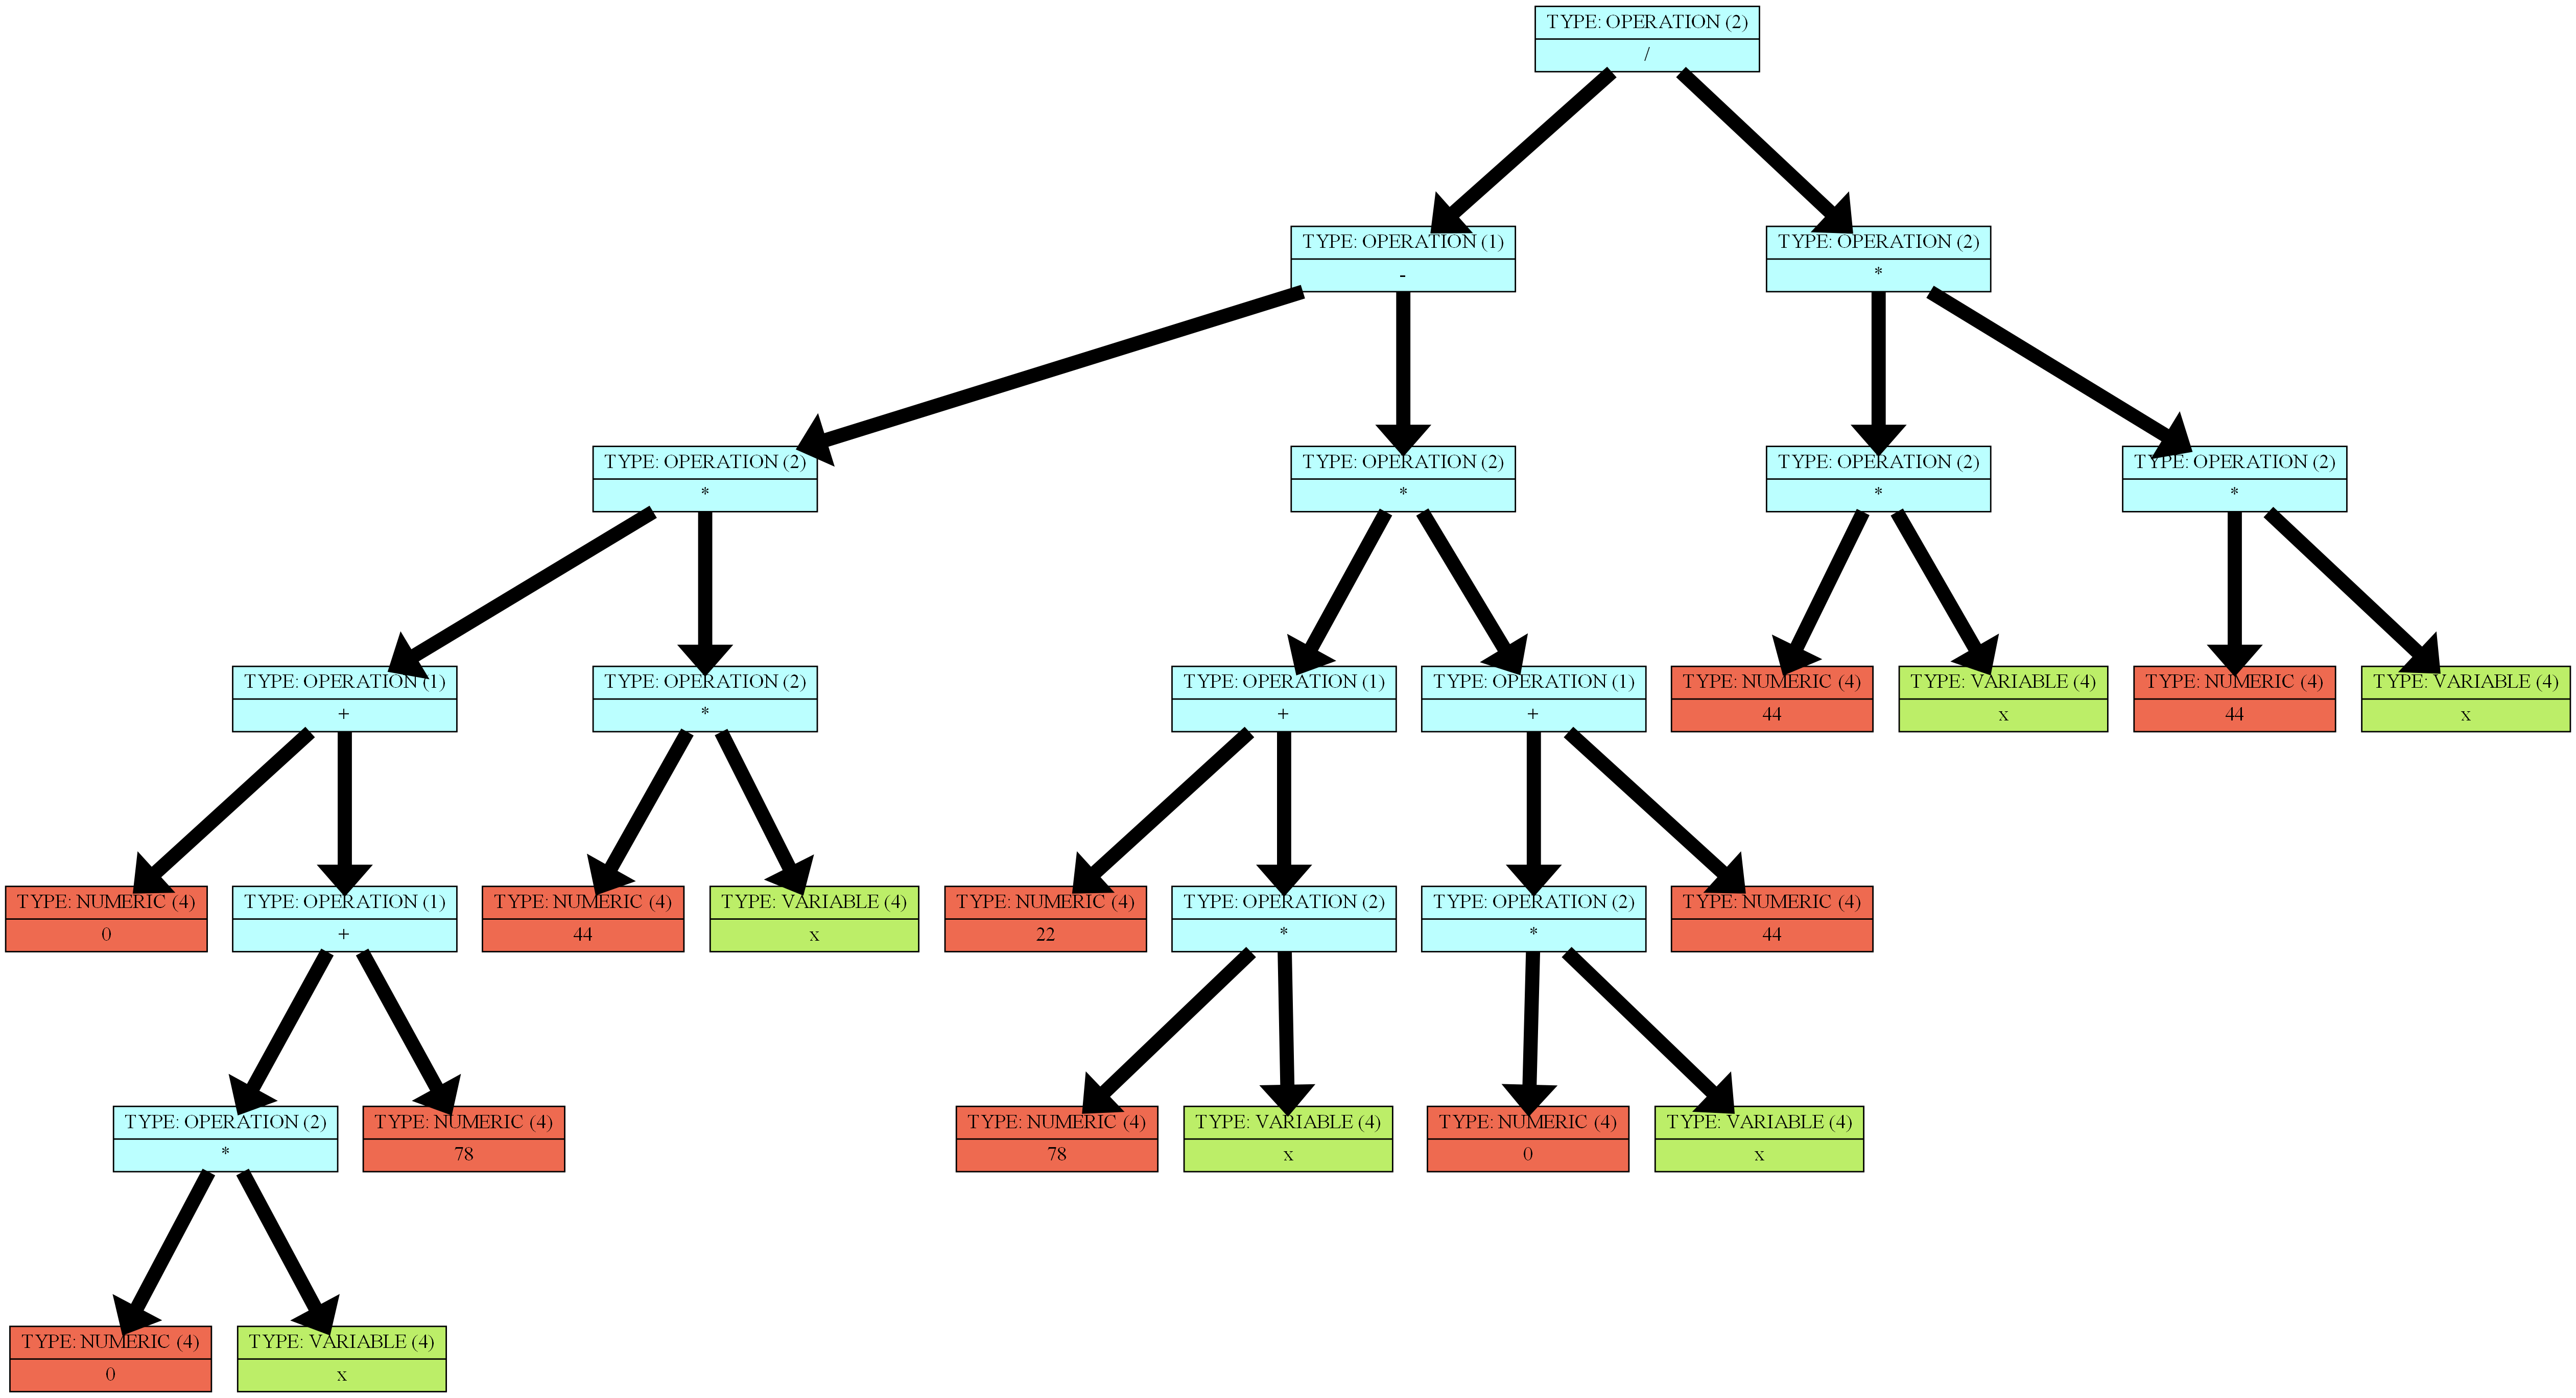 TYPE: OPERATION (2)
/
TYPE: OPERATION (1)
-
TYPE: OPERATION (2)
*
TYPE: OPERATION (2)
*
TYPE: OPERATION (2)
*
TYPE: OPERATION (2)
*
TYPE: OPERATION (2)
*
TYPE: OPERATION (1)
+
TYPE: OPERATION (2)
*
TYPE: OPERATION (1)
+
TYPE: OPERATION (1)
+
TYPE: NUMERIC (4)
44
TYPE: VARIABLE (4)
x
TYPE: NUMERIC (4)
44
TYPE: VARIABLE (4)
x
TYPE: NUMERIC (4)
0
TYPE: OPERATION (1)
+
TYPE: NUMERIC (4)
44
TYPE: VARIABLE (4)
x
TYPE: NUMERIC (4)
22
TYPE: OPERATION (2)
*
TYPE: OPERATION (2)
*
TYPE: NUMERIC (4)
44
TYPE: OPERATION (2)
*
TYPE: NUMERIC (4)
78
TYPE: NUMERIC (4)
78
TYPE: VARIABLE (4)
x
TYPE: NUMERIC (4)
0
TYPE: VARIABLE (4)
x
TYPE: NUMERIC (4)
0
TYPE: VARIABLE (4)
x